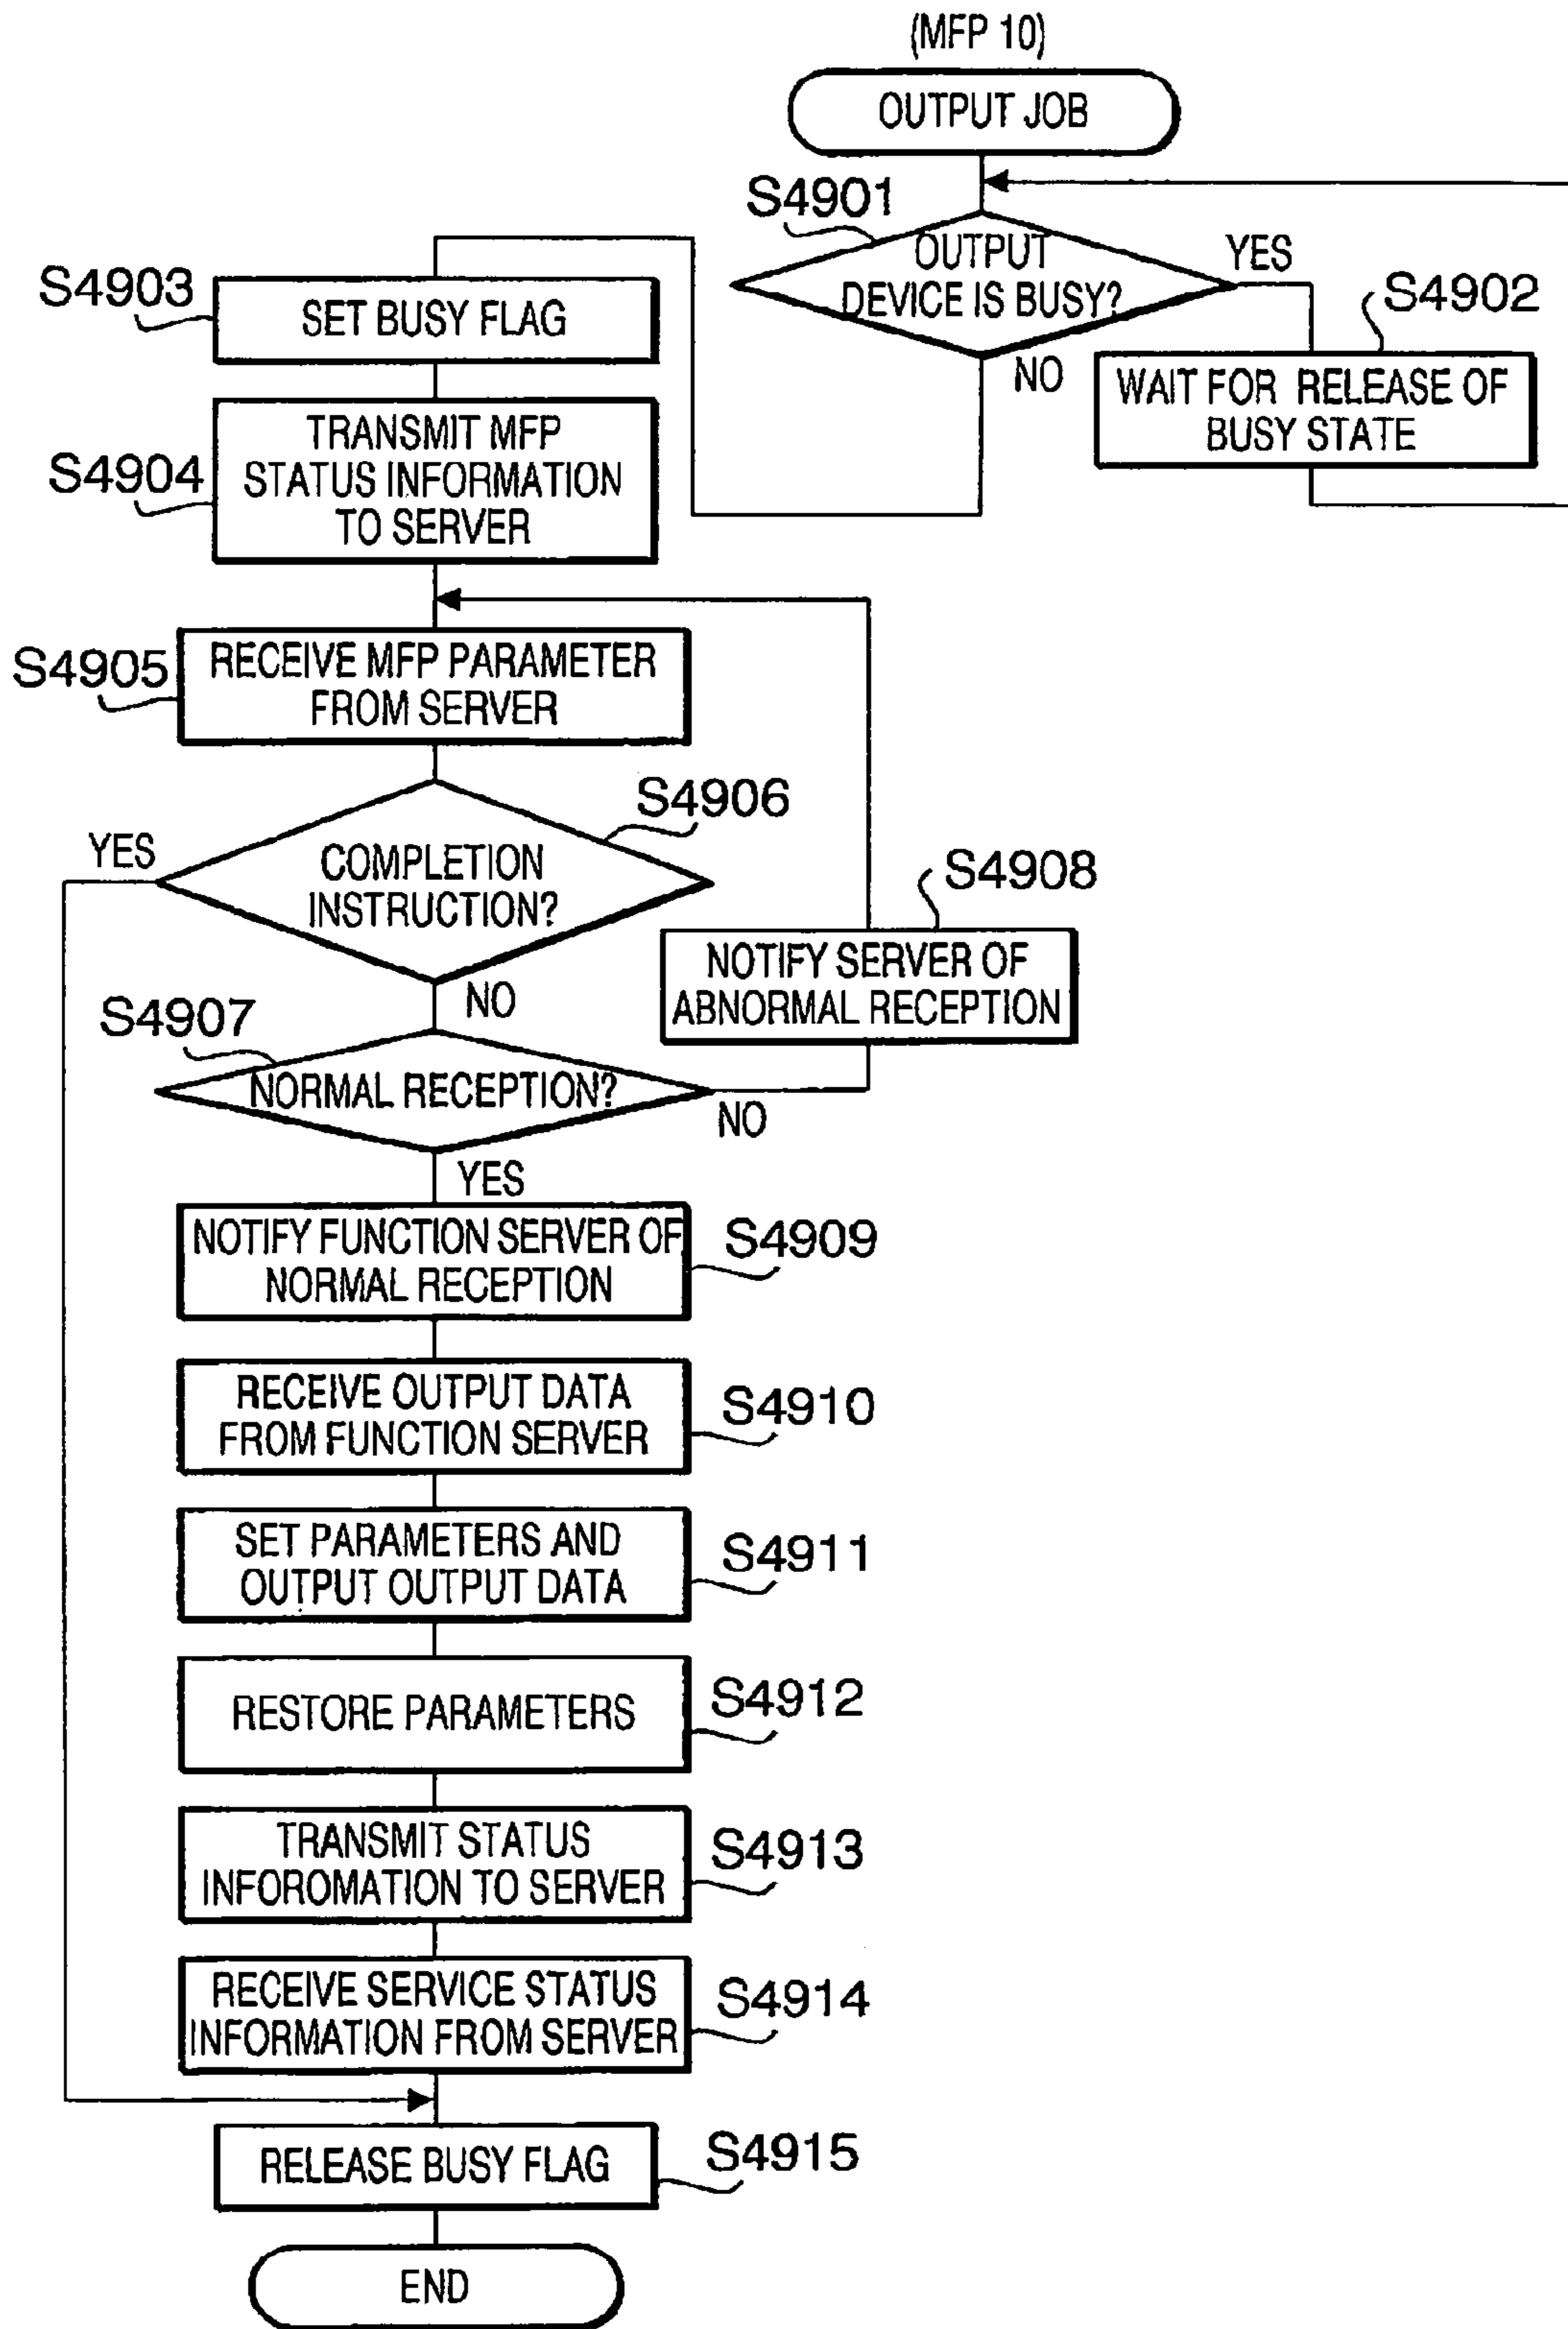 (MFP 10)
OUTPUT JOB
S4901
OUTPUT
DEVICE IS BUSY?
YES
NO
S4902
WAIT FOR RELEASE OF
BUSY STATE
S4903
SET BUSY FLAG
S4904
TRANSMIT MFP
STATUS INFORMATION
TO SERVER
S4905
RECEIVE MFP PARAMETER
FROM SERVER
S4906
COMPLETION
INSTRUCTION?
YES
NO
S4907
NORMAL RECEPTION?
NO
YES
S4908
NOTIFY SERVER OF
ABNORMAL RECEPTION
NOTIFY FUNCTION SERVER OF
NORMAL RECEPTION
S4909
RECEIVE OUTPUT DATA
FROM FUNCTION SERVER
S4910
SET PARAMETERS AND
OUTPUT OUTPUT DATA
S4911
RESTORE PARAMETERS
S4912
TRANSMIT STATUS
INFOROMATION TO SERVER
S4913
RECEIVE SERVICE STATUS
INFORMATION FROM SERVER
S4914
RELEASE BUSY FLAG
S4915
END